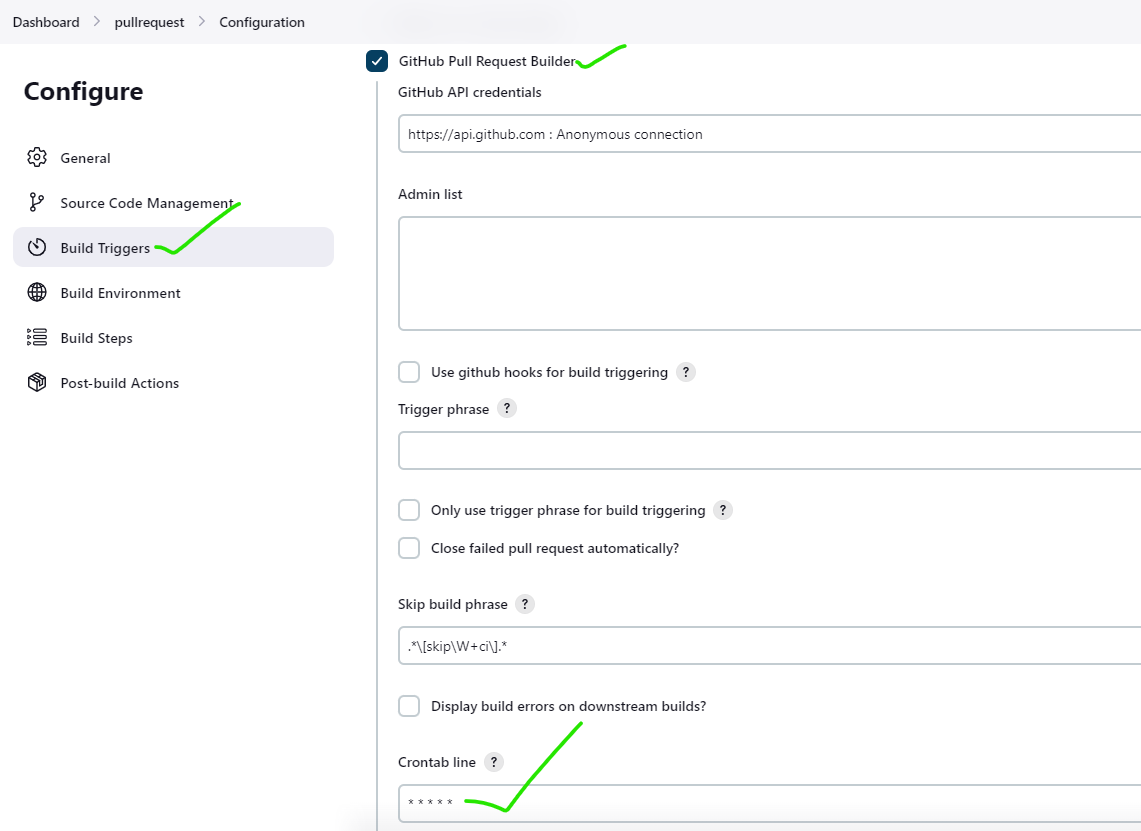 Dashboard > pullrequest > Configuration
Configure
General
Source Code Management
Build Triggers
Build Environment
Build Steps
Post-build Actions
GitHub Pull Request Builder
GitHub API credentials
https://api.github.com : Anonymous connection
Admin list
Use github hooks for build triggering ?
Trigger phrase ?
Only use trigger phrase for build triggering ?
Close failed pull request automatically?
Skip build phrase ?
.*\[skip\W+ci\].*
Display build errors on downstream builds?
Crontab line ?
* * * * *